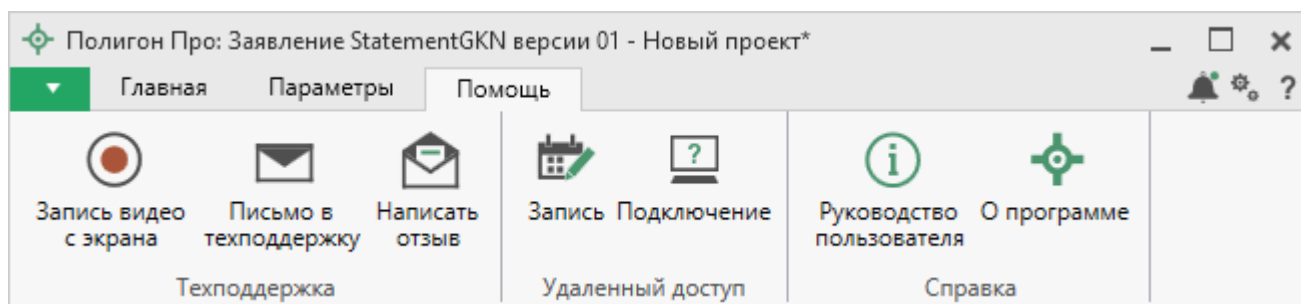 Полигон Про: Заявление StatementGKN версии 01 - Новый проект*
Главная Параметры Помощь
?
?
Запись видео с экрана
Письмо в техподдержку
Написать отзыв
Запись
Подключение
Руководство пользователя
О программе
Техподдержка
Удаленный доступ
Справка